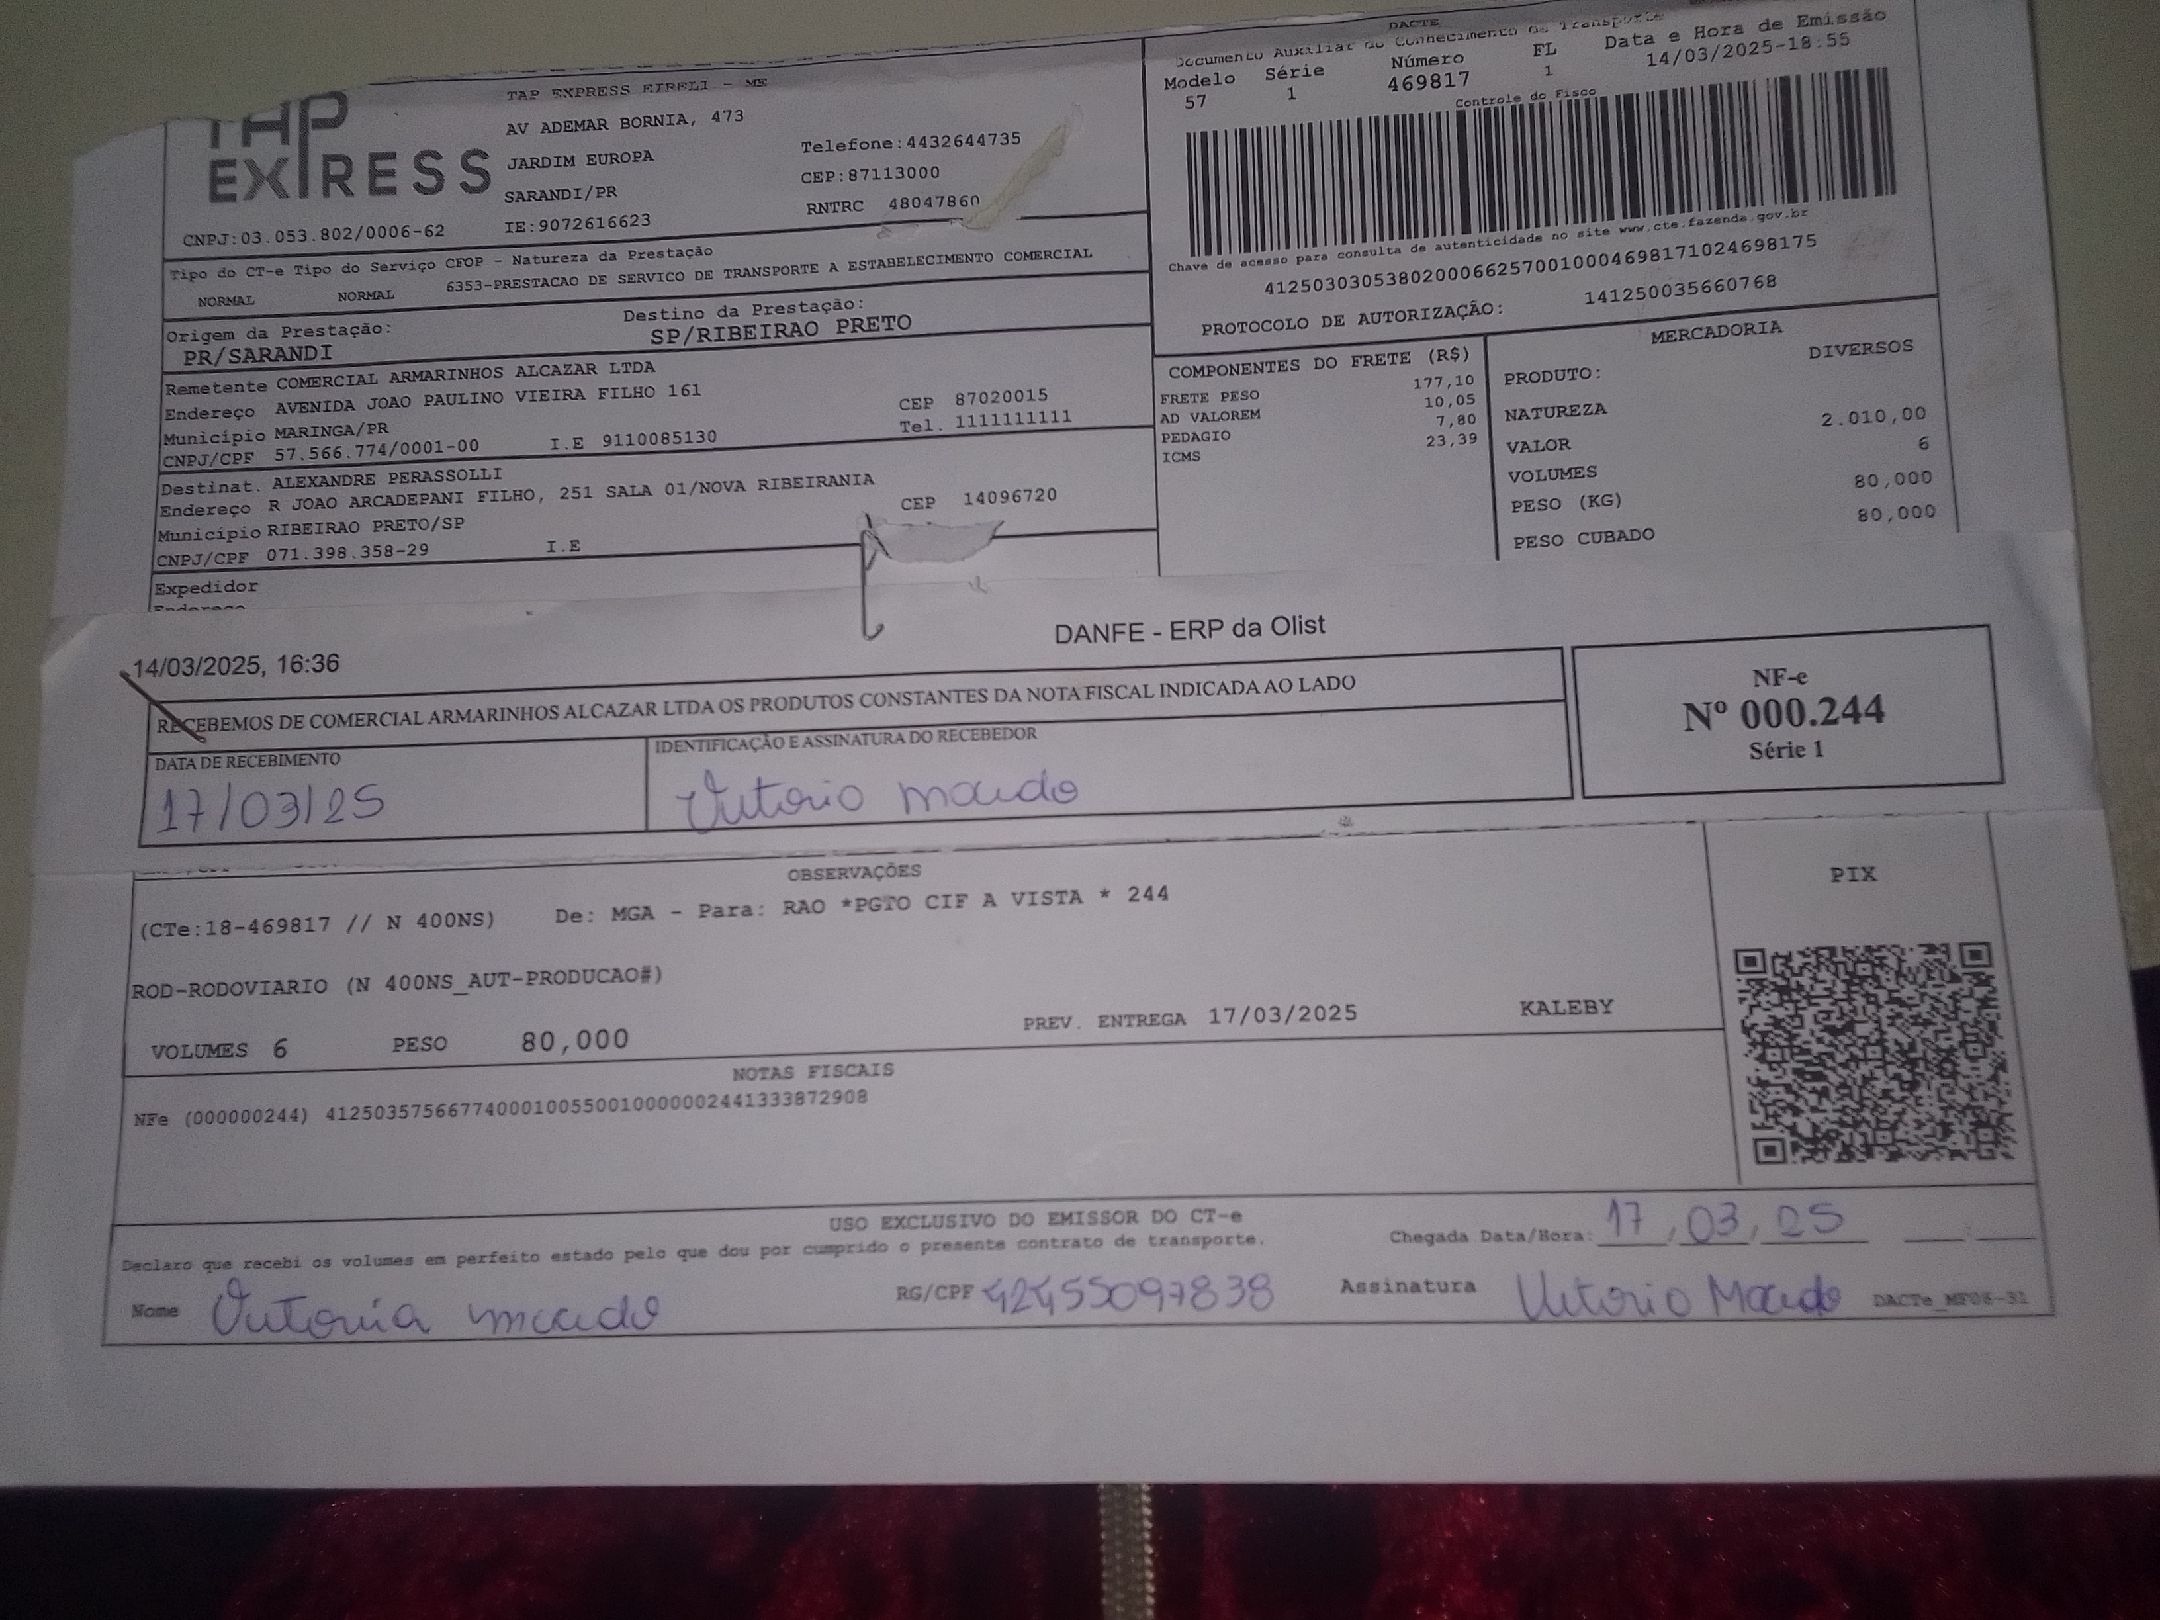 DACTE
Documento Auxiliar do Conhecimento de Transporte
TAP EXPRESS
TAP EXPRESS EIRELI - ME
AV ADEMAR BORNIA, 473
JARDIM EUROPA
SARANDI/PR
IE:9072616623
Telefone:4432644735
CEP:87113000
RNTRC 48047860
CNPJ:03.053.802/0006-62
Modelo Série Número FL Data e Hora de Emissão
57 1 469817 1 14/03/2025-18:55
Controle do Fisco
Chave de acesso para consulta de autenticidade no site www.cte.fazenda.gov.br
41250303053802000662570010004698171024698175
PROTOCOLO DE AUTORIZAÇÃO: 141250035660768
Tipo do CT-e Tipo do Serviço CFOP - Natureza da Prestação
NORMAL NORMAL 6353-PRESTACAO DE SERVICO DE TRANSPORTE A ESTABELECIMENTO COMERCIAL
Origem da Prestação: Destino da Prestação:
PR/SARANDI SP/RIBEIRAO PRETO
Remetente COMERCIAL ARMARINHOS ALCAZAR LTDA
Endereço AVENIDA JOAO PAULINO VIEIRA FILHO 161 CEP 87020015
Município MARINGA/PR Tel. 1111111111
CNPJ/CPF 57.566.774/0001-00 I.E 9110085130
Destinat. ALEXANDRE PERASSOLLI
Endereço R JOAO ARCADEPANI FILHO, 251 SALA 01/NOVA RIBEIRANIA CEP 14096720
Município RIBEIRAO PRETO/SP
CNPJ/CPF 071.398.358-29 I.E
Expedidor
Endereço
COMPONENTES DO FRETE (R$)
FRETE PESO 177,10
AD VALOREM 10,05
PEDAGIO 7,80
ICMS 23,39
MERCADORIA
PRODUTO: DIVERSOS
NATUREZA
VALOR 2.010,00
VOLUMES 6
PESO (KG) 80,000
PESO CUBADO 80,000
14/03/2025, 16:36 DANFE - ERP da Olist
RECEBEMOS DE COMERCIAL ARMARINHOS ALCAZAR LTDA OS PRODUTOS CONSTANTES DA NOTA FISCAL INDICADA AO LADO
DATA DE RECEBIMENTO IDENTIFICAÇÃO E ASSINATURA DO RECEBEDOR
17/03/25
NF-e
Nº 000.244
Série 1
OBSERVAÇÕES
(CTe:18-469817 // N 400NS) De: MGA - Para: RAO *PGTO CIF A VISTA * 244
ROD-RODOVIARIO (N 400NS_AUT-PRODUCAO#)
VOLUMES 6 PESO 80,000 PREV. ENTREGA 17/03/2025 KALEBY
PIX
NOTAS FISCAIS
NFe (000000244) 41250357566774000100550010000002441333872908
USO EXCLUSIVO DO EMISSOR DO CT-e
Declaro que recebi os volumes em perfeito estado pelo que dou por cumprido o presente contrato de transporte.
Chegada Data/Hora: 17/03/25
Nome RG/CPF 42455097838 Assinatura